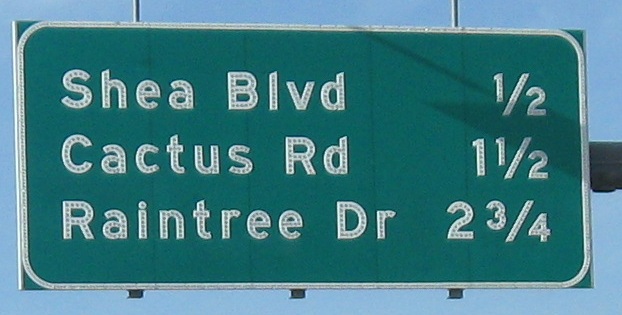 Shea Blvd 1/2
Cactus Rd 1 1/2
Raintree Dr 2 3/4